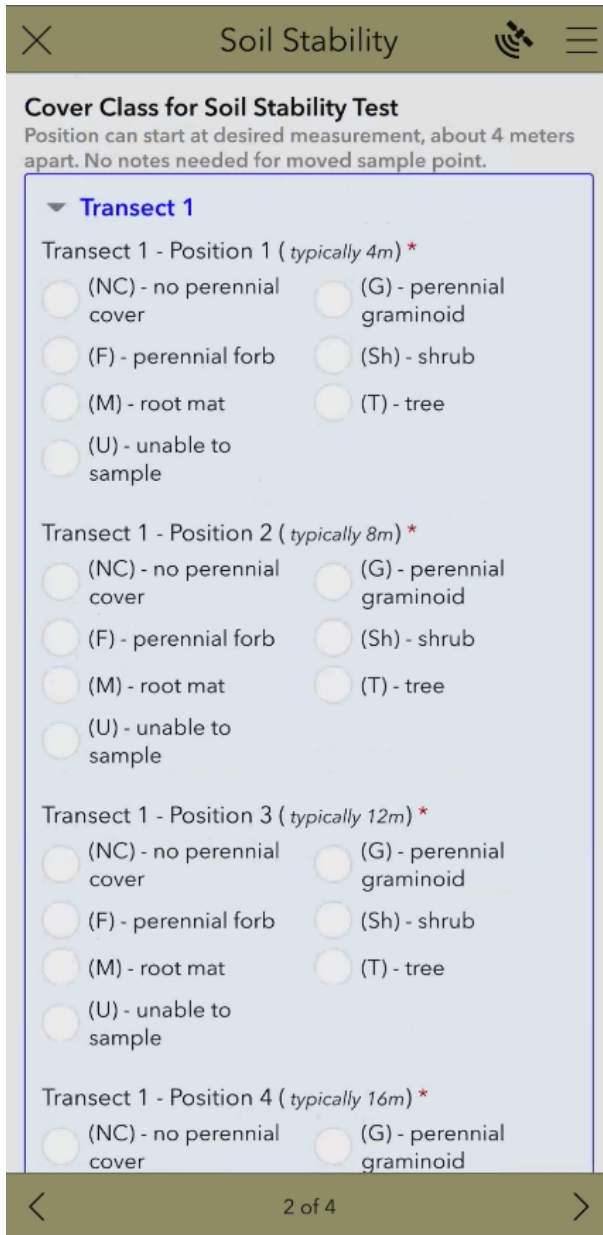 Soil Stability
Cover Class for Soil Stability Test
Position can start at desired measurement, about 4 meters
apart. No notes needed for moved sample point.
Transect 1
Transect 1 - Position 1 ( typically 4m) *
(NC) - no perennial
cover
(G) - perennial
graminoid
(F) - perennial forb
(Sh) - shrub
(M) - root mat
(T) - tree
(U) - unable to
sample
Transect 1 - Position 2 ( typically 8m) *
(NC) - no perennial
cover
(G) - perennial
graminoid
(F) - perennial forb
(Sh) - shrub
(M) - root mat
(T) - tree
(U) - unable to
sample
Transect 1 - Position 3 ( typically 12m) *
(NC) - no perennial
cover
(G) - perennial
graminoid
(F) - perennial forb
(Sh) - shrub
(M) - root mat
(T) - tree
(U) - unable to
sample
Transect 1 - Position 4 ( typically 16m) *
(NC) - no perennial
cover
(G) - perennial
graminoid
2 of 4